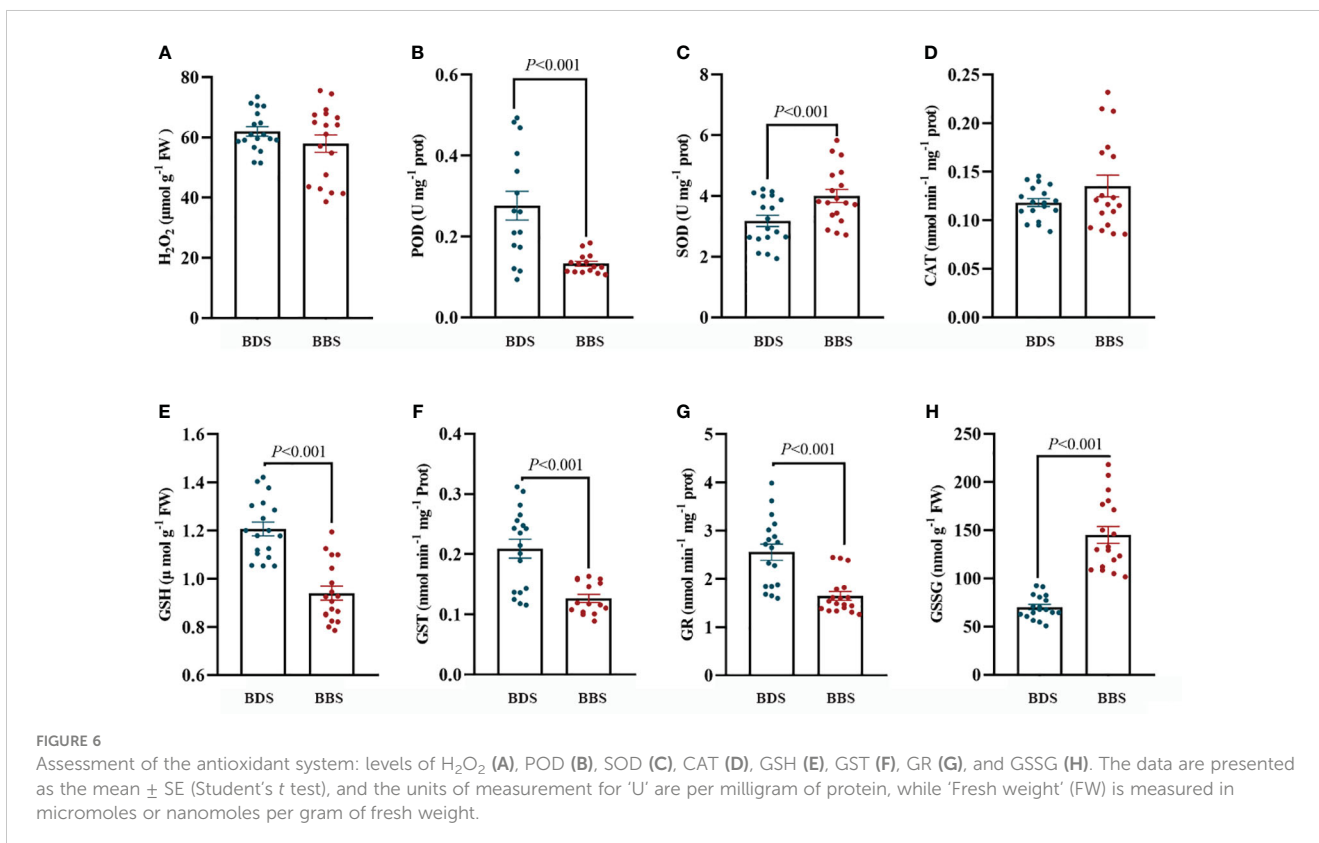 A
H₂O₂ (µmol g⁻¹ FW )
80
60
40
20
0
BDS BBS
B
POD (U mg⁻¹ prot)
P<0.001
0.6
0.4
0.2
0.0
BDS BBS
C
SOD (U mg⁻¹ prot)
P<0.001
8
6
4
2
0
BDS BBS
D
CAT (nmol min⁻¹ mg⁻¹ prot)
0.25
0.20
0.15
0.10
0.05
0.00
BDS BBS
E
GSH (µ mol g⁻¹ FW)
P<0.001
1.6
1.4
1.2
1.0
0.8
0.6
BDS BBS
F
GST (nmol min⁻¹ mg⁻¹ Prot)
P<0.001
0.4
0.3
0.2
0.1
0.0
BDS BBS
G
GR (nmol min⁻¹ mg⁻¹ prot)
P<0.001
5
4
3
2
1
0
BDS BBS
H
GSSG (nmol g⁻¹ FW)
P<0.001
250
200
150
100
50
0
BDS BBS
FIGURE 6
Assessment of the antioxidant system: levels of H₂O₂ (A), POD (B), SOD (C), CAT (D), GSH (E), GST (F), GR (G), and GSSG (H). The data are presented
as the mean ± SE (Student’s t test), and the units of measurement for ‘U’ are per milligram of protein, while ‘Fresh weight’ (FW) is measured in
micromoles or nanomoles per gram of fresh weight.